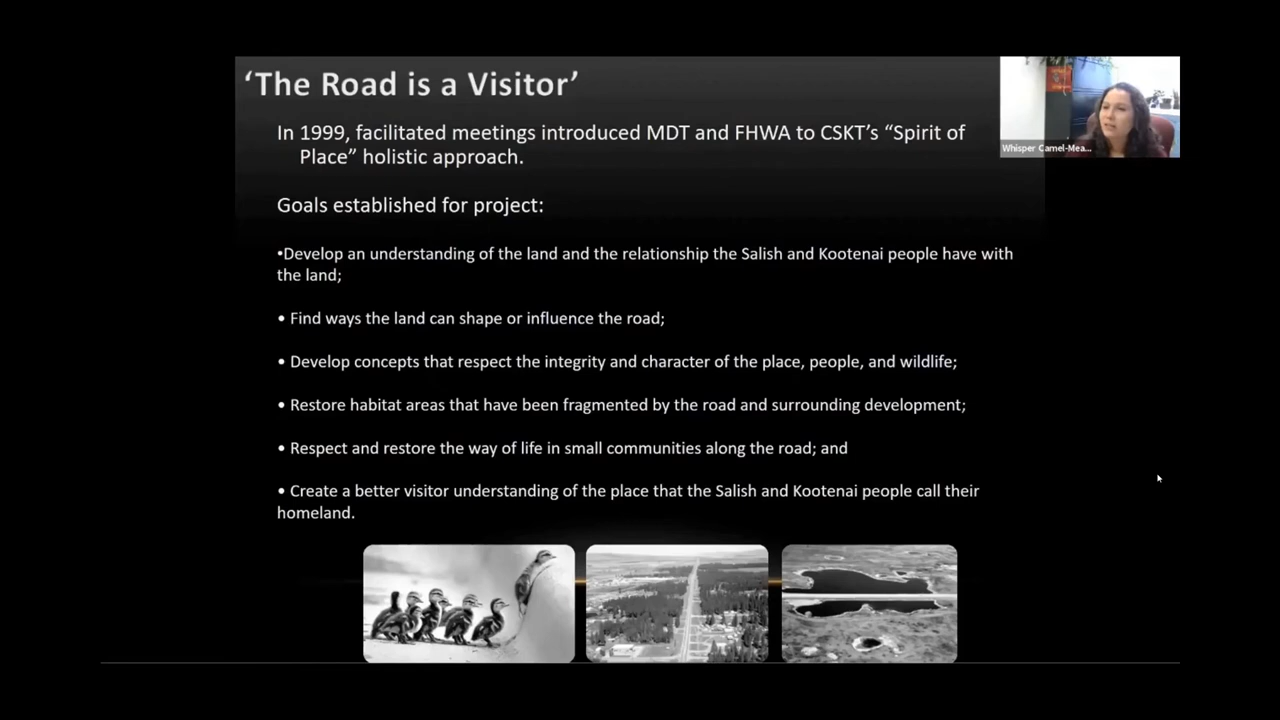 ‘The Road is a Visitor’
In 1999, facilitated meetings introduced MDT and FHWA to CSKT’s “Spirit of
Place” holistic approach.
Goals established for project:
•Develop an understanding of the land and the relationship the Salish and Kootenai people have with
the land;
• Find ways the land can shape or influence the road;
• Develop concepts that respect the integrity and character of the place, people, and wildlife;
• Restore habitat areas that have been fragmented by the road and surrounding development;
• Respect and restore the way of life in small communities along the road; and
• Create a better visitor understanding of the place that the Salish and Kootenai people call their
homeland.
Whisper Camel-Mea...